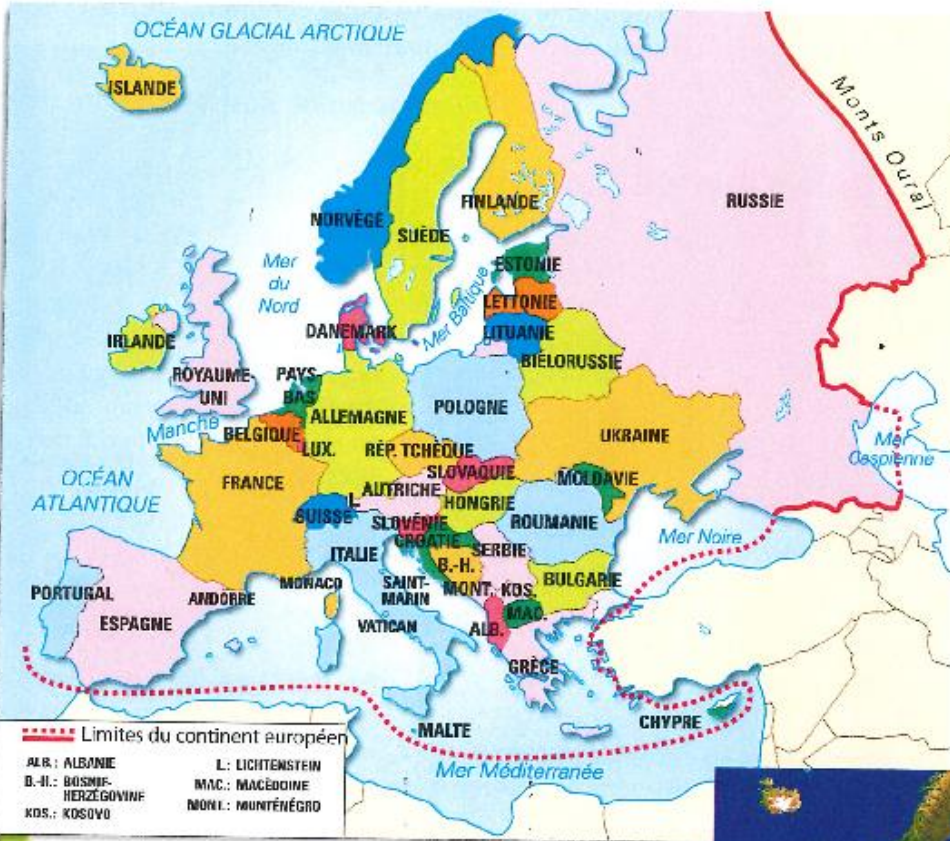 OCÉAN GLACIAL ARCTIQUE
ISLANDE
Monts Oural
RUSSIE
FINLANDE
NORVÉGE
SUÈDE
Mer
du
Nord
ESTONIE
Mer Baltique
LETTONIE
DANEMARK
LITUANIE
IRLANDE
BIÉLORUSSIE
ROYAUME-
UNI
PAYS-
BAS
POLOGNE
ALLEMAGNE
Manche
BELGIQUE
UKRAINE
LUX.
RÉP. TCHÈQUE
SLOVAQUIE
MOLDAVIE
Mer
Caspienne
OCÉAN
ATLANTIQUE
FRANCE
AUTRICHE
L
HONGRIE
SUISSE
SLOVÉNIE
ROUMANIE
CROATIE
Mer Noire
ITALIE
SERBIE
B.-H.
MONACO
SAINT-
MARIN
MONT.
KOS.
BULGARIE
PORTUGAL
ANDORRE
ESPAGNE
VATICAN
MAC.
ALB.
GRÈCE
CHYPRE
MALTE
Mer Méditerranée
Limites du continent européen
ALB.: ALBANIE
B.-H.: BOSNIE-
HERZÉGOVINE
KOS.: KOSOVO
L: LICHTENSTEIN
MAC.: MACÉDOINE
MONT.: MONTÉNÉGRO